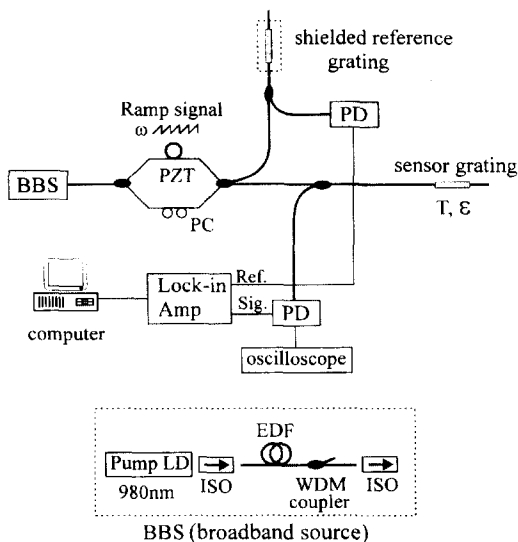 shielded reference
grating
Ramp signal
ω
PD
sensor grating
BBS
PZT
T, ε
PC
Ref.
Lock-in
Amp
Sig.
PD
computer
oscilloscope
EDF
Pump LD
980nm
ISO
WDM
coupler
ISO
BBS (broadband source)